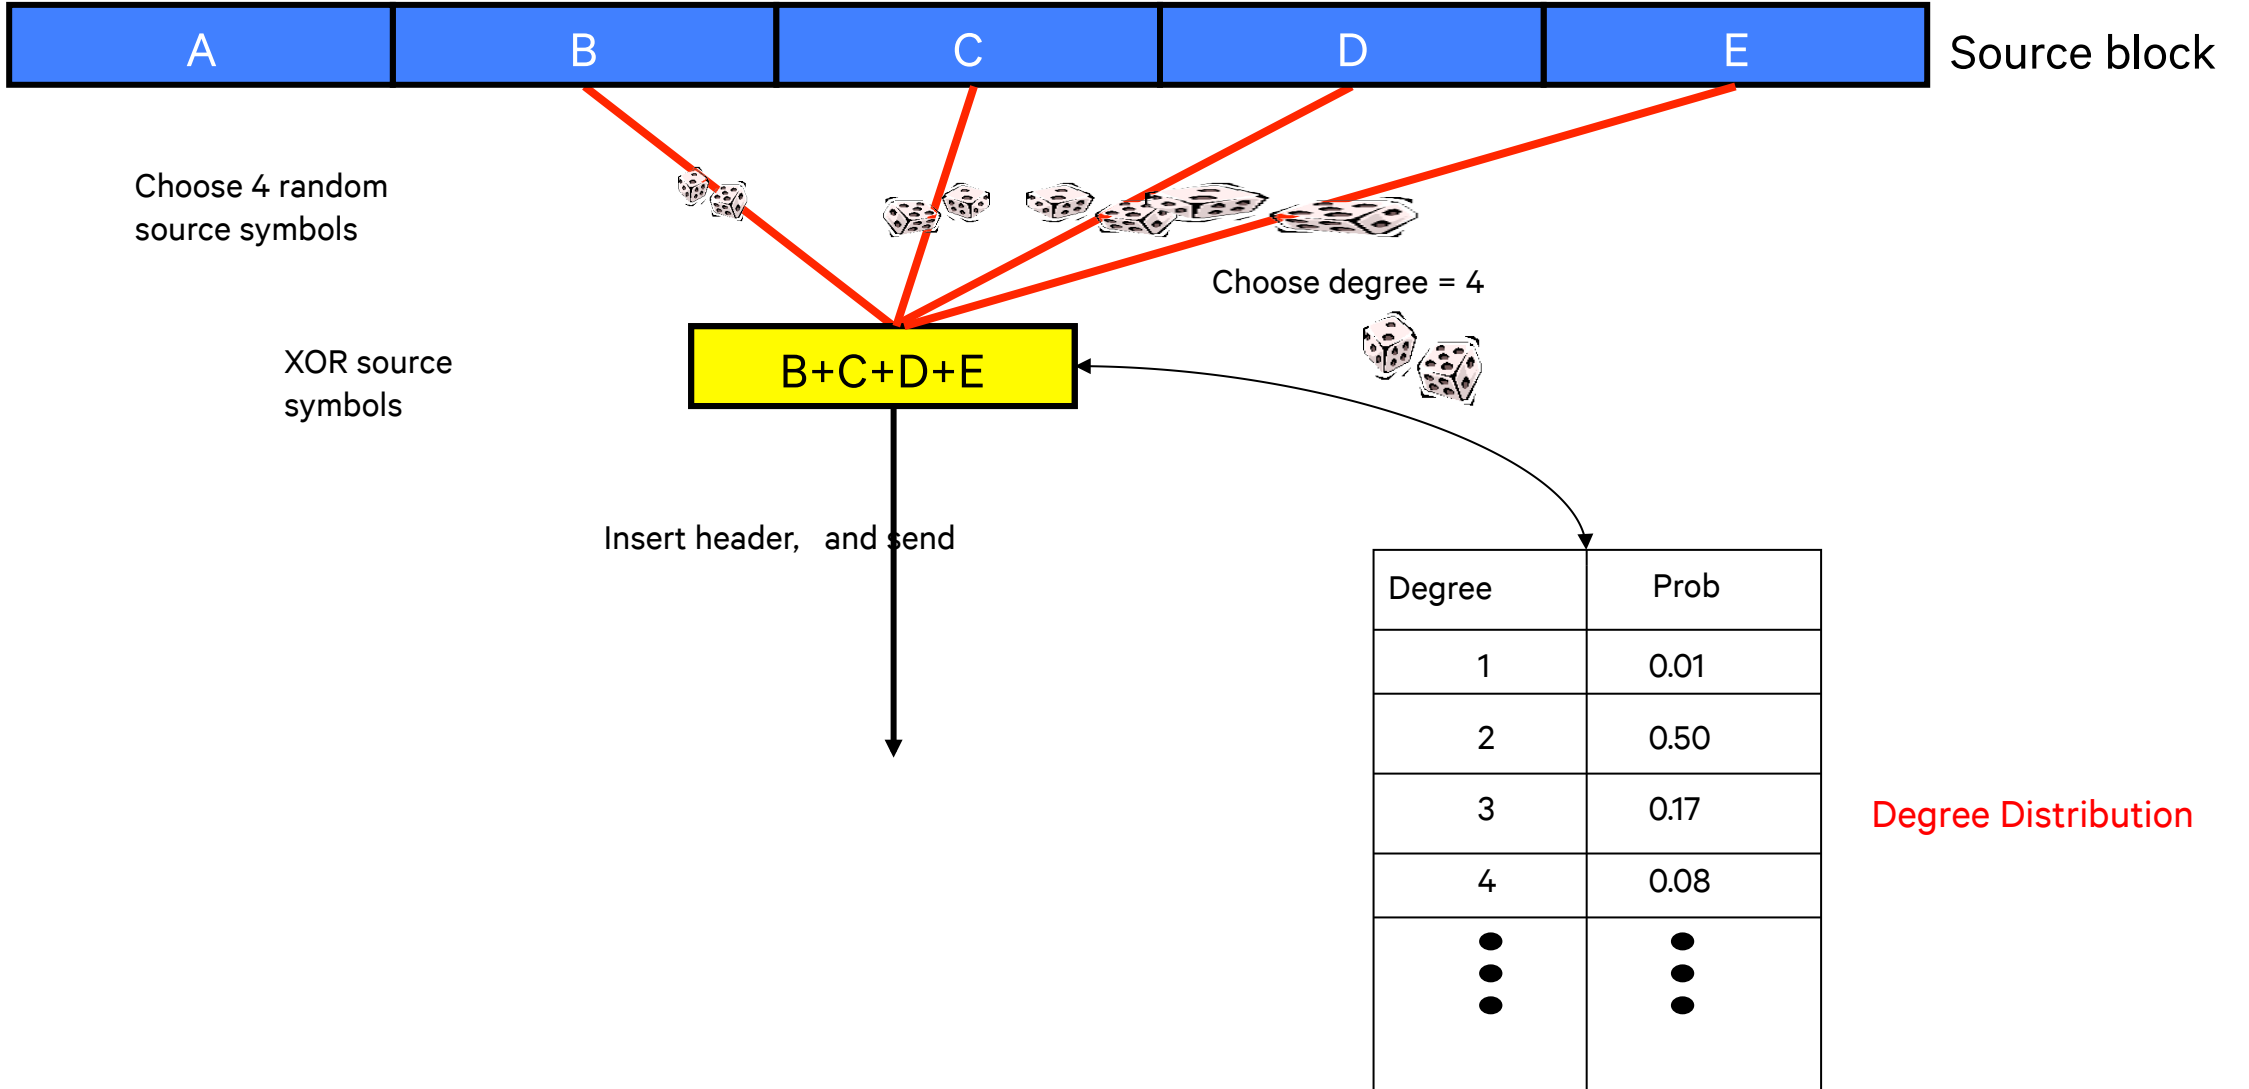 A B C D E Source block
Choose 4 random
source symbols
Choose degree = 4
XOR source
symbols
B+C+D+E
Insert header, and send
Degree Prob
1 0.01
2 0.50
3 0.17
4 0.08
Degree Distribution